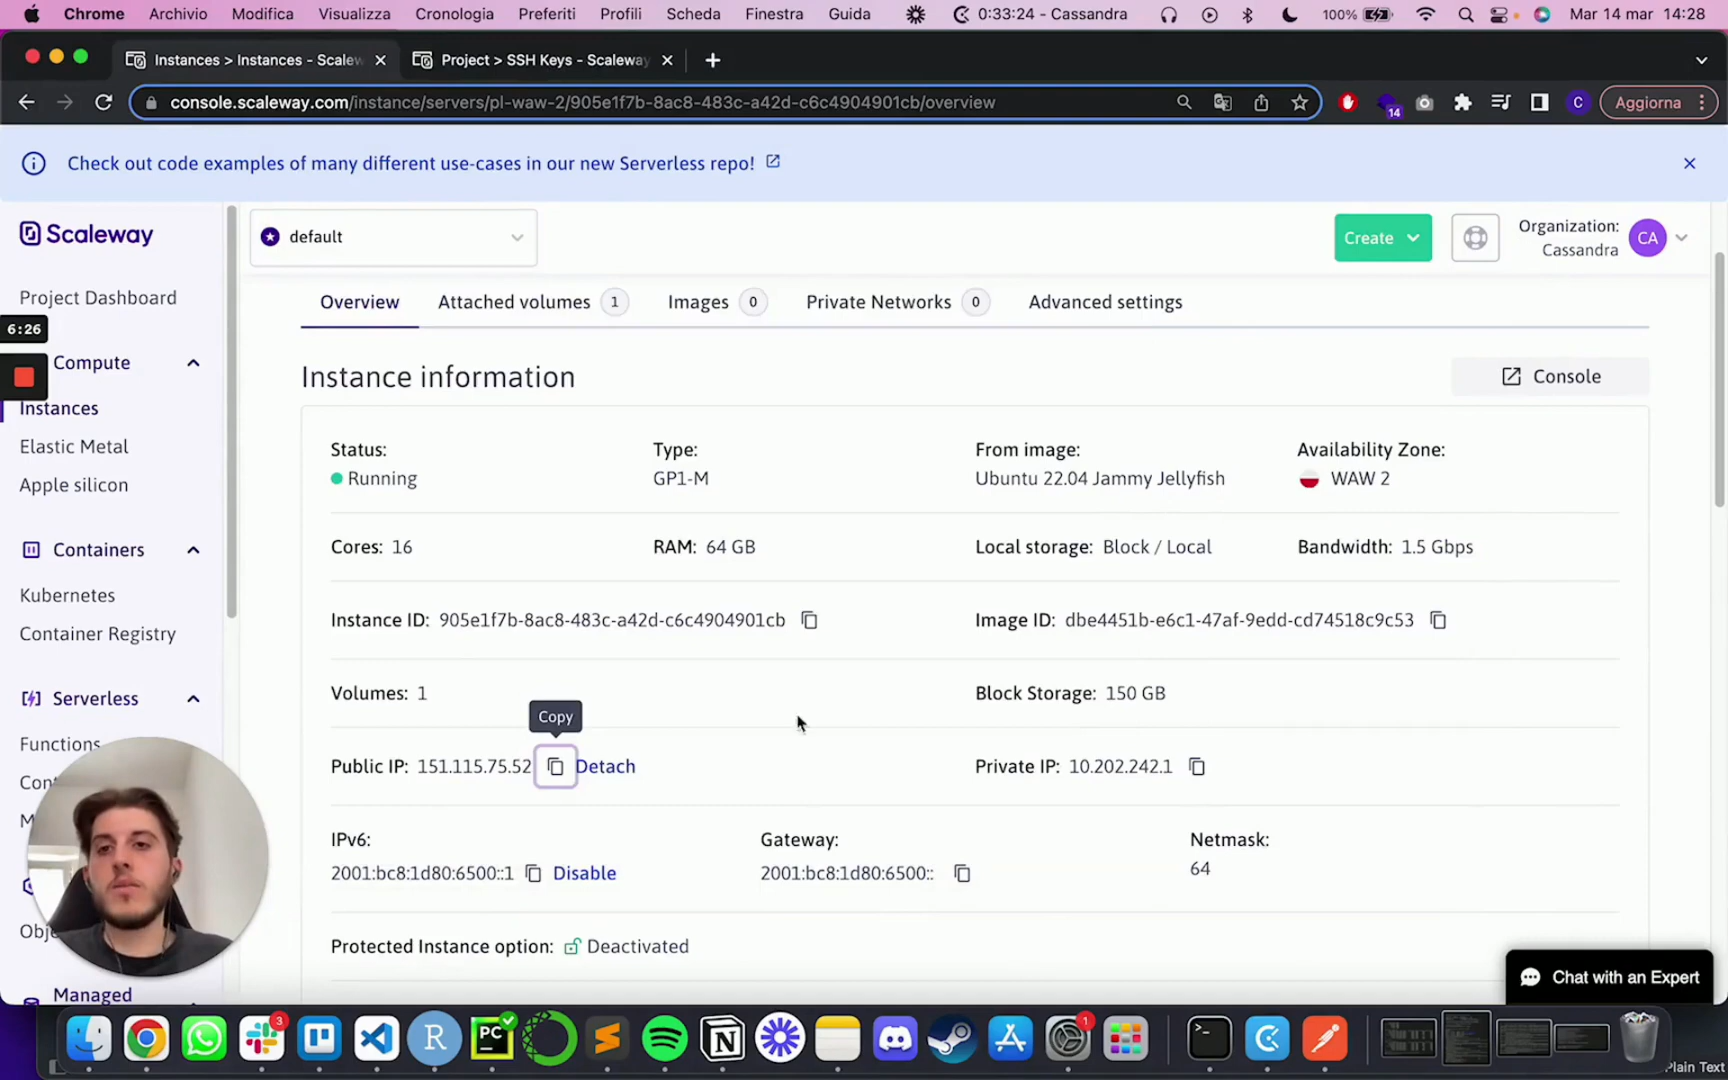 Chrome Archivio Modifica Visualizza Cronologia Preferiti Profili Scheda Finestra Guida 0:33:24 - Cassandra 100% Mar 14 mar 14:28
Instances > Instances - Scalew
Project > SSH Keys - Scaleway
console.scaleway.com/instance/servers/pl-waw-2/905e1f7b-8ac8-483c-a42d-c6c4904901cb/overview
14
C
Aggiorna
Check out code examples of many different use-cases in our new Serverless repo!
Scaleway
default
Create
Organization:
Cassandra
CA
Project Dashboard
6:26
Compute
Instances
Elastic Metal
Apple silicon
Containers
Kubernetes
Container Registry
Serverless
Functions
Con
M
Obje
Managed
Overview Attached volumes 1 Images 0 Private Networks 0 Advanced settings
Instance information
Console
Status: Type: From image: Availability Zone:
Running GP1-M Ubuntu 22.04 Jammy Jellyfish WAW 2
Cores: 16 RAM: 64 GB Local storage: Block / Local Bandwidth: 1.5 Gbps
Instance ID: 905e1f7b-8ac8-483c-a42d-c6c4904901cb Image ID: dbe4451b-e6c1-47af-9edd-cd74518c9c53
Volumes: 1 Block Storage: 150 GB
Copy
Public IP: 151.115.75.52 Detach Private IP: 10.202.242.1
IPv6: Gateway: Netmask:
2001:bc8:1d80:6500::1 Disable 2001:bc8:1d80:6500:: 64
Protected Instance option: Deactivated
Chat with an Expert
3
R
PC
1
Plain Text